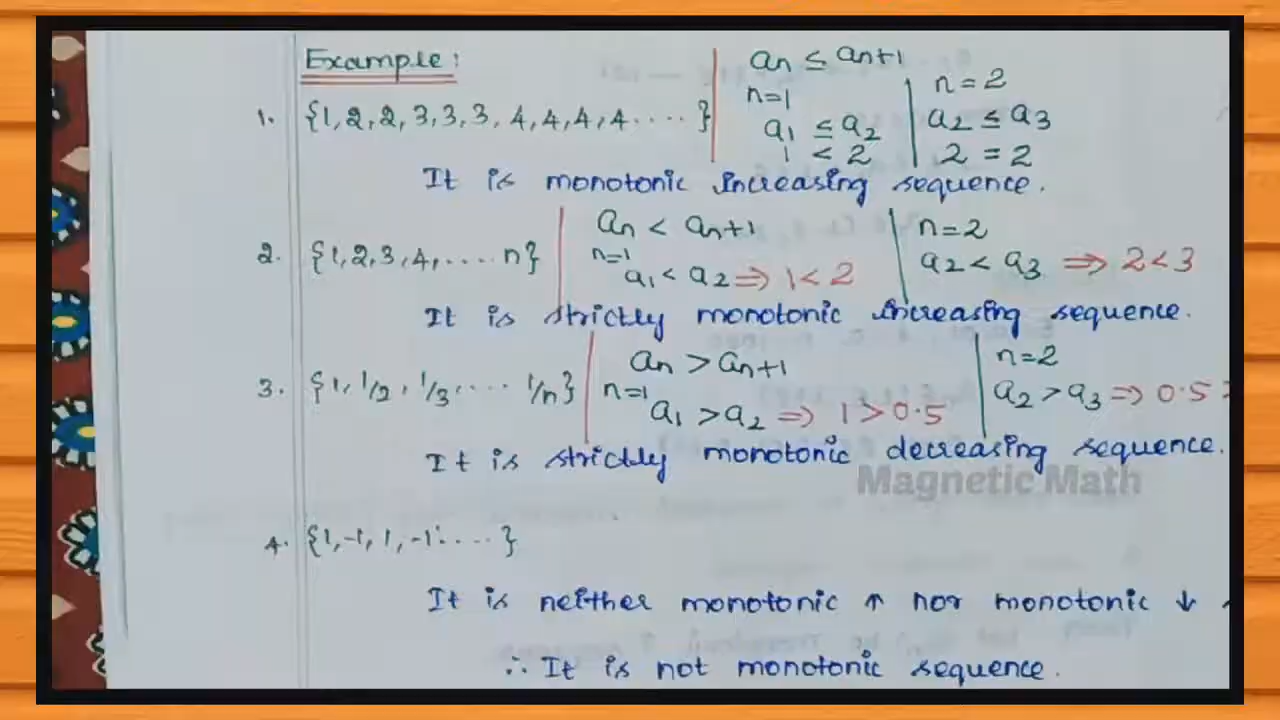 Example:
1. {1, 2, 2, 3, 3, 3, 4, 4, 4, 4 .... }
an ≤ an+1
n=1
a1 ≤ a2
1 < 2
n = 2
a2 ≤ a3
2 = 2
It is monotonic increasing sequence.
2. {1, 2, 3, 4, .... n}
an < an+1
n=1
a1 < a2 ⇒ 1 < 2
n = 2
a2 < a3 ⇒ 2 < 3
It is strictly monotonic increasing sequence.
3. {1, 1/2, 1/3, .... 1/n}
an > an+1
n=1
a1 > a2 ⇒ 1 > 0.5
n = 2
a2 > a3 ⇒ 0.5 >
It is strictly monotonic decreasing sequence.
Magnetic Math
4. {1, -1, 1, -1 .... }
It is neither monotonic ↑ nor monotonic ↓
∴ It is not monotonic sequence.